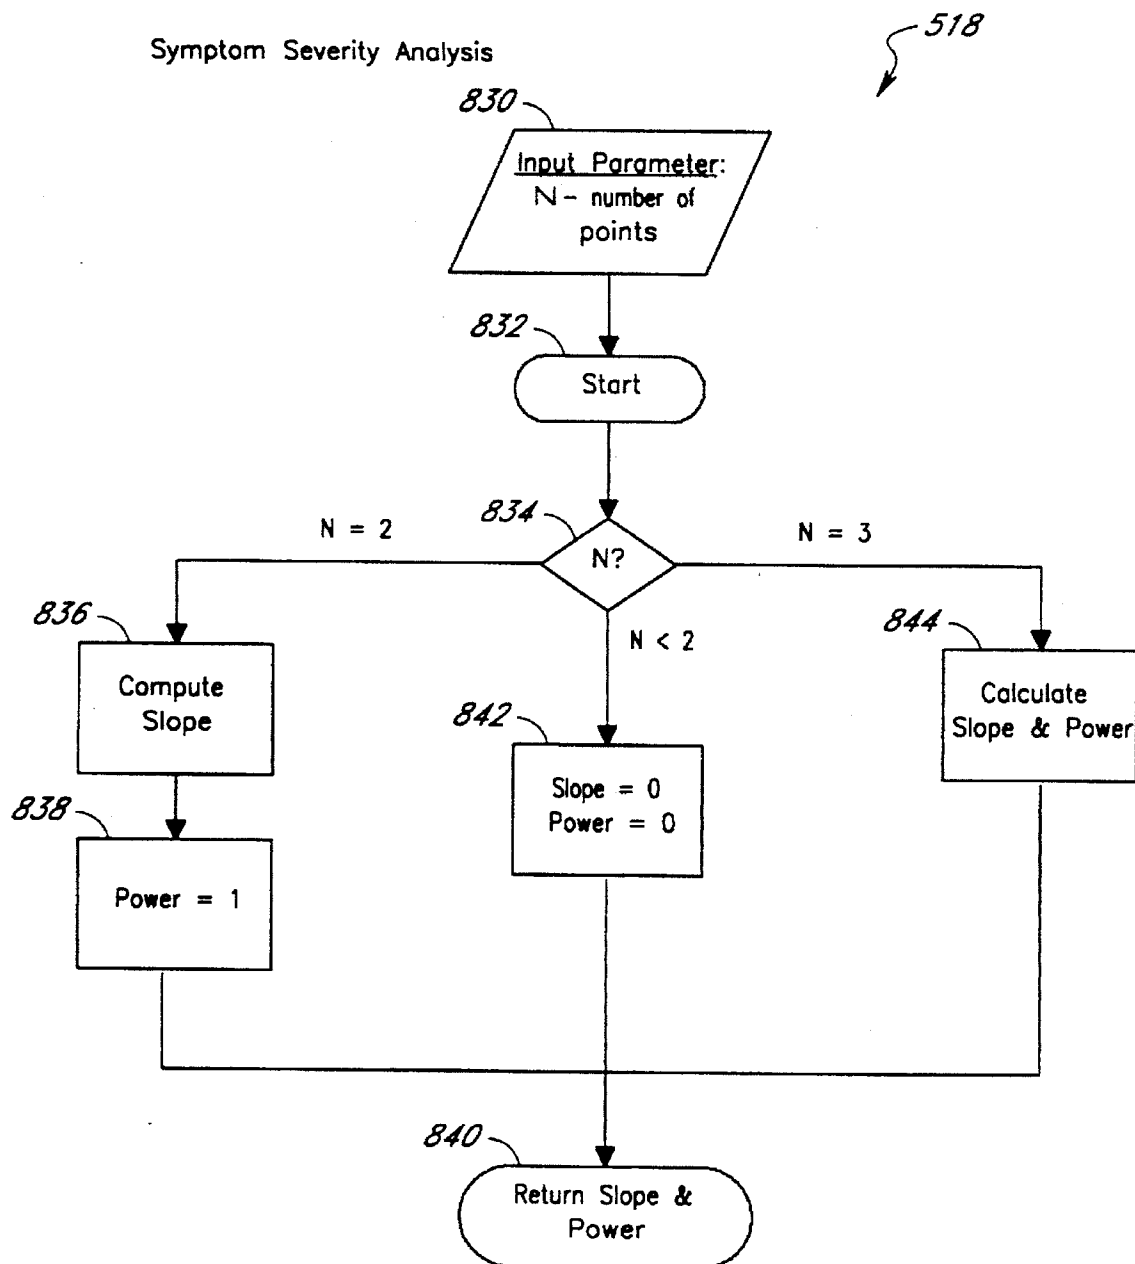 518
Symptom Severity Analysis
830
Input Parameter:
N - number of
points
832
Start
834
N = 2
N?
N = 3
836
N < 2
844
Compute
Slope
Calculate
Slope & Power
842
Slope = 0
Power = 0
838
Power = 1
840
Return Slope &
Power